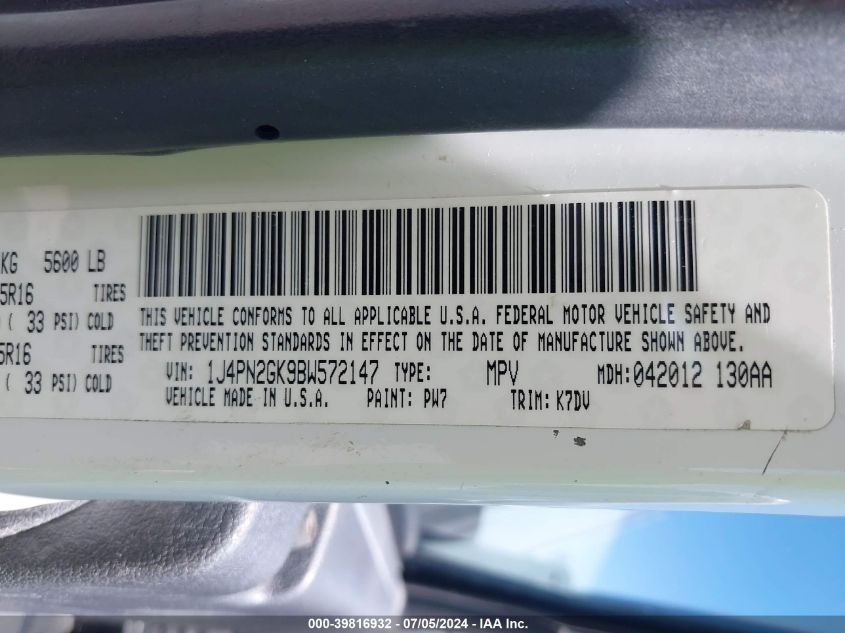 KG 5600 LB
5R16 TIRES
( 33 PSI) COLD
5R16 TIRES
( 33 PSI) COLD
THIS VEHICLE CONFORMS TO ALL APPLICABLE U.S.A. FEDERAL MOTOR VEHICLE SAFETY AND
THEFT PREVENTION STANDARDS IN EFFECT ON THE DATE OF MANUFACTURE SHOWN ABOVE.
VIN: 1J4PN2GK9BW572147 TYPE: MPV MDH:042012 130AA
VEHICLE MADE IN U.S.A. PAINT: PW7 TRIM: K7DV
000-39816932 - 07/05/2024 - IAA Inc.